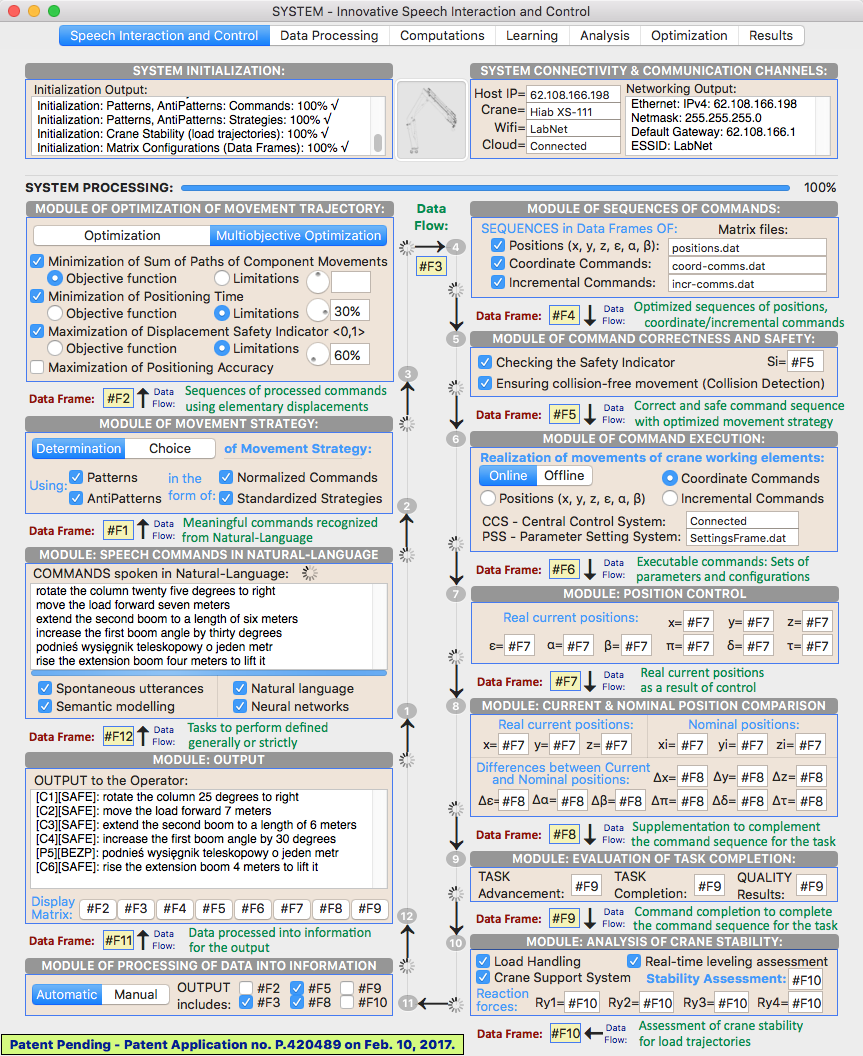 SYSTEM - Innovative Speech Interaction and Control
Speech Interaction and Control Data Processing Computations Learning Analysis Optimization Results
SYSTEM INITIALIZATION:
Initialization Output:
Initialization: Patterns, AntiPatterns: Commands: 100% √
Initialization: Patterns, AntiPatterns: Strategies: 100% √
Initialization: Crane Stability (load trajectories): 100% √
Initialization: Matrix Configurations (Data Frames): 100% √
SYSTEM CONNECTIVITY & COMMUNICATION CHANNELS:
Host IP= 62.108.166.198
Crane= Hiab XS-111
Wifi= LabNet
Cloud= Connected
Networking Output:
Ethernet: IPv4: 62.108.166.198
Netmask: 255.255.255.0
Default Gateway: 62.108.166.1
ESSID: LabNet
SYSTEM PROCESSING: 100%
MODULE OF OPTIMIZATION OF MOVEMENT TRAJECTORY:
Optimization Multiobjective Optimization
Minimization of Sum of Paths of Component Movements
Objective function Limitations
Minimization of Positioning Time
Objective function Limitations 30%
Maximization of Displacement Safety Indicator <0,1>
Objective function Limitations 60%
Maximization of Positioning Accuracy
3
Data Frame: #F2 Data Flow: Sequences of processed commands
using elementary displacements
MODULE OF MOVEMENT STRATEGY:
Determination Choice of Movement Strategy:
Using: Patterns in the form of: Normalized Commands
AntiPatterns Standardized Strategies
2
Data Frame: #F1 Data Flow: Meaningful commands recognized
from Natural-Language
MODULE: SPEECH COMMANDS IN NATURAL-LANGUAGE
COMMANDS spoken in Natural-Language:
rotate the column twenty five degrees to right
move the load forward seven meters
extend the second boom to a length of six meters
increase the first boom angle by thirty degrees
podnieś wysięgnik teleskopowy o jeden metr
rise the extension boom four meters to lift it
Spontaneous utterances Natural language
Semantic modelling Neural networks
1
Data Frame: #F12 Data Flow: Tasks to perform defined
generally or strictly
MODULE: OUTPUT
OUTPUT to the Operator:
[C1][SAFE]: rotate the column 25 degrees to right
[C2][SAFE]: move the load forward 7 meters
[C3][SAFE]: extend the second boom to a length of 6 meters
[C4][SAFE]: increase the first boom angle by 30 degrees
[P5][BEZP]: podnieś wysięgnik teleskopowy o jeden metr
[C6][SAFE]: rise the extension boom 4 meters to lift it
Display Matrix: #F2 #F3 #F4 #F5 #F6 #F7 #F8 #F9
12
Data Frame: #F11 Data Flow: Data processed into information
for the output
MODULE OF PROCESSING OF DATA INTO INFORMATION
Automatic Manual OUTPUT includes: #F2 #F5 #F9
#F3 #F8 #F10
11
Data Flow:
#F3
4
MODULE OF SEQUENCES OF COMMANDS:
SEQUENCES in Data Frames OF: Matrix files:
Positions (x, y, z, ε, α, β): positions.dat
Coordinate Commands: coord-comms.dat
Incremental Commands: incr-comms.dat
Data Frame: #F4 Data Flow: Optimized sequences of positions,
coordinate/incremental commands
5
MODULE OF COMMAND CORRECTNESS AND SAFETY:
Checking the Safety Indicator Si= #F5
Ensuring collision-free movement (Collision Detection)
Data Frame: #F5 Data Flow: Correct and safe command sequence
with optimized movement strategy
6
MODULE OF COMMAND EXECUTION:
Realization of movements of crane working elements:
Online Offline Coordinate Commands
Positions (x, y, z, ε, α, β) Incremental Commands
CCS - Central Control System: Connected
PSS - Parameter Setting System: SettingsFrame.dat
Data Frame: #F6 Data Flow: Executable commands: Sets of
parameters and configurations
7
MODULE: POSITION CONTROL
Real current positions: x= #F7 y= #F7 z= #F7
ε= #F7 α= #F7 β= #F7 π= #F7 δ= #F7 τ= #F7
Data Frame: #F7 Data Flow: Real current positions
as a result of control
8
MODULE: CURRENT & NOMINAL POSITION COMPARISON
Real current positions: Nominal positions:
x= #F7 y= #F7 z= #F7 xi= #F7 yi= #F7 zi= #F7
Differences between Current and Nominal positions: Δx= #F8 Δy= #F8 Δz= #F8
Δε= #F8 Δα= #F8 Δβ= #F8 Δπ= #F8 Δδ= #F8 Δτ= #F8
Data Frame: #F8 Data Flow: Supplementation to complement
the command sequence for the task
9
MODULE: EVALUATION OF TASK COMPLETION:
TASK Advancement: #F9 TASK Completion: #F9 QUALITY Results: #F9
Data Frame: #F9 Data Flow: Command completion to complete
the command sequence for the task
10
MODULE: ANALYSIS OF CRANE STABILITY:
Load Handling Real-time leveling assessment
Crane Support System Stability Assessment: #F10
Reaction forces: Ry1= #F10 Ry2= #F10 Ry3= #F10 Ry4= #F10
Data Frame: #F10 Data Flow: Assessment of crane stability
for load trajectories
Patent Pending - Patent Application no. P.420489 on Feb. 10, 2017.